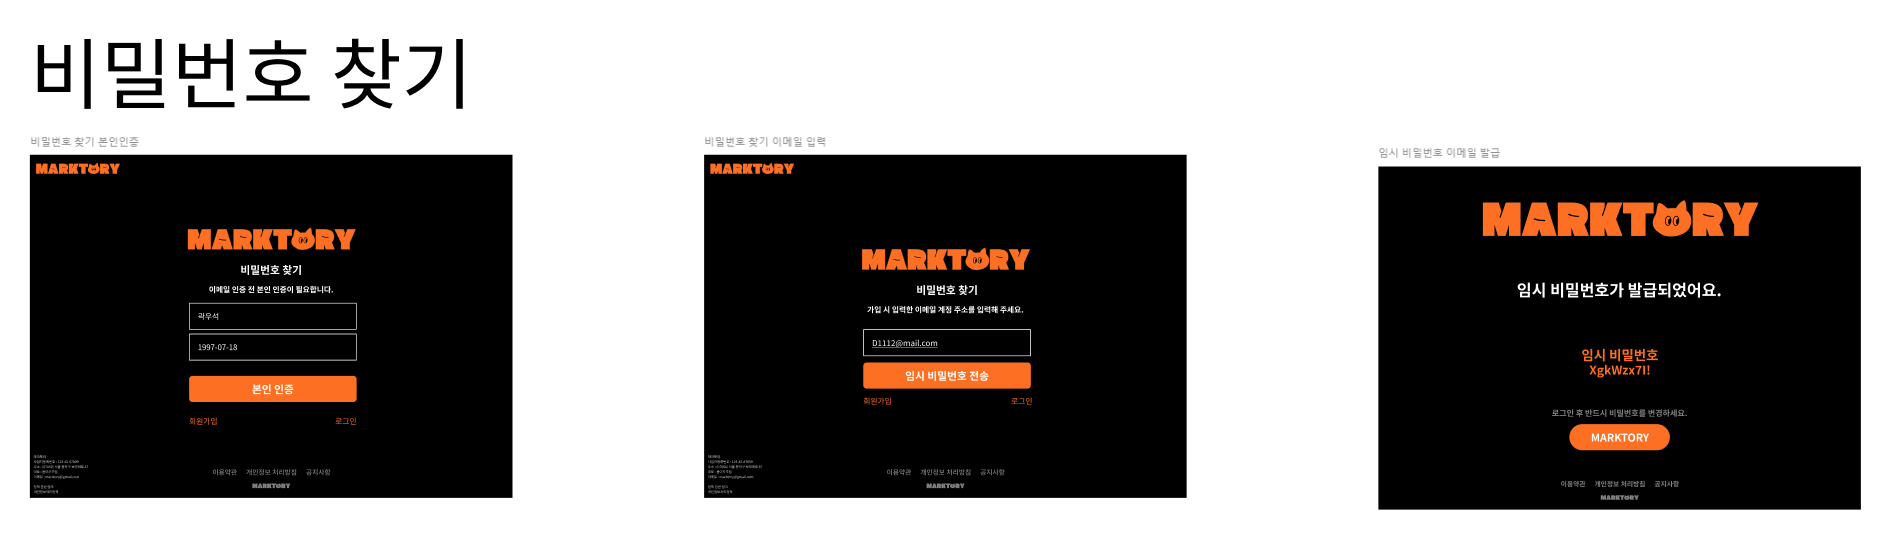 비밀번호 찾기
비밀번호 찾기 본인인증
MARKTORY
MARKTORY
비밀번호 찾기
이메일 인증 전 본인 인증이 필요합니다.
곽우석
1997-07-18
본인 인증
회원가입 로그인
이용약관 개인정보 처리방침 공지사항
MARKTORY
비밀번호 찾기 이메일 입력
MARKTORY
MARKTORY
비밀번호 찾기
가입 시 입력한 이메일 계정 주소를 입력해 주세요.
D1112@mail.com
임시 비밀번호 전송
회원가입 로그인
이용약관 개인정보 처리방침 공지사항
MARKTORY
임시 비밀번호 이메일 발급
MARKTORY
임시 비밀번호가 발급되었어요.
임시 비밀번호
XgkWzx7I!
로그인 후 반드시 비밀번호를 변경하세요.
MARKTORY
이용약관 개인정보 처리방침 공지사항
MARKTORY